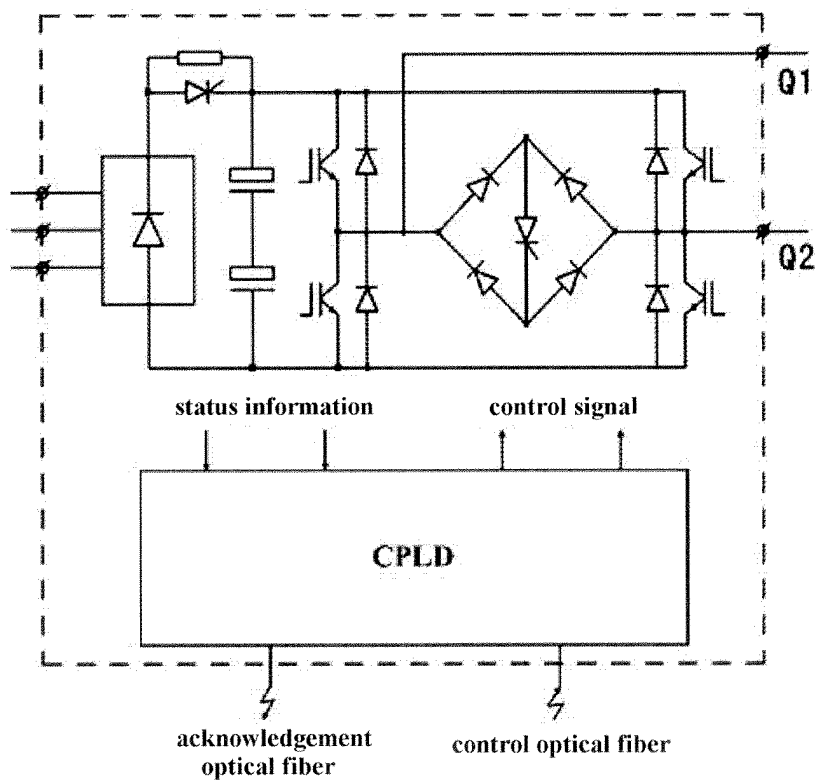 Q1
Q2
status information
control signal
CPLD
acknowledgement
optical fiber
control optical fiber